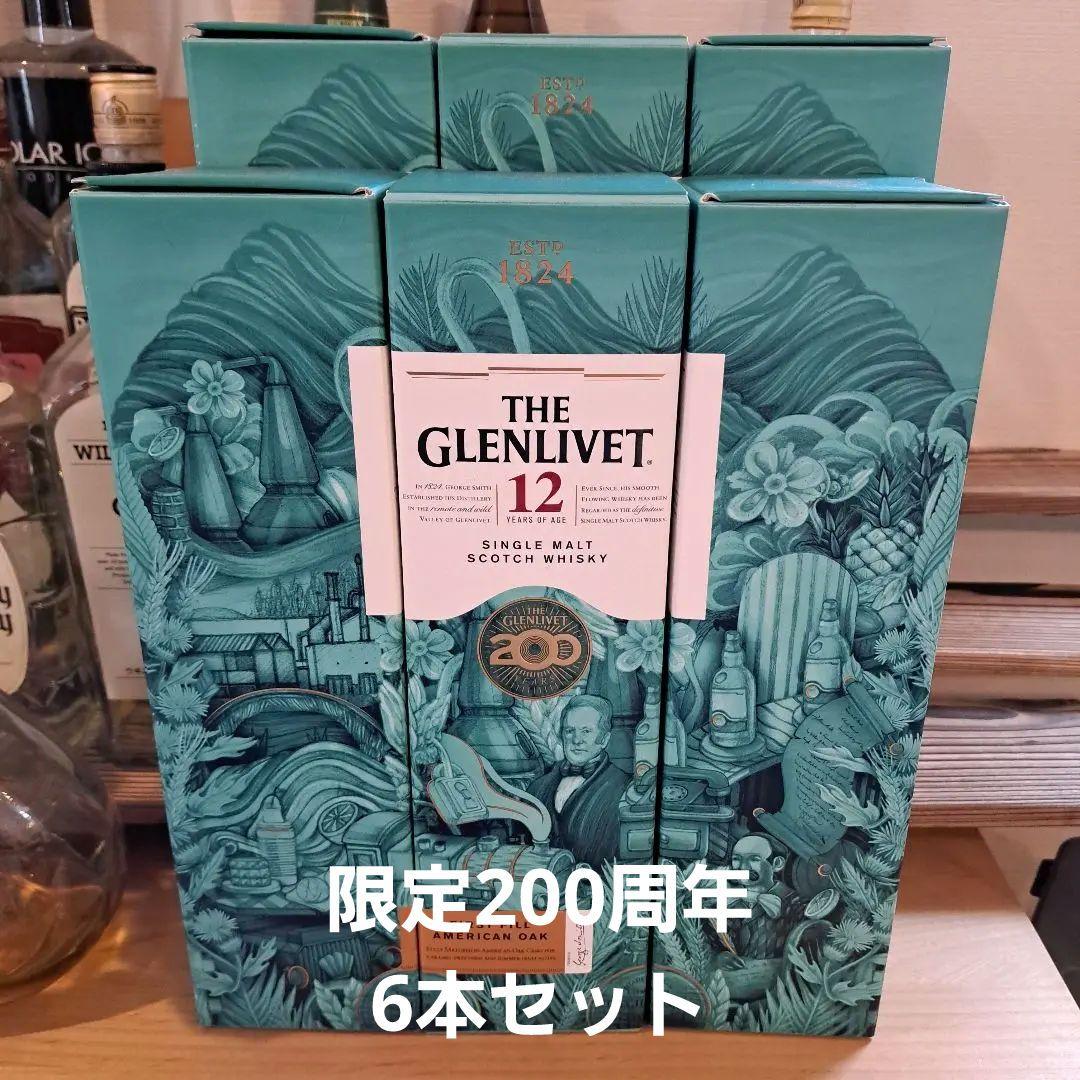 ESTD
1824
ESTD
1824
THE
GLENLIVET
IN 1824, GEORGE SMITH
ESTABLISHED HIS DISTILLERY
IN THE remote and wild
VALLEY OF GLENLIVET.
12
YEARS OF AGE
EVER SINCE, HIS SMOOTH
FLOWING WHISKY HAS BEEN
REGARDED AS THE definitive
SINGLE MALT SCOTCH WHISKY.
SINGLE MALT
SCOTCH WHISKY
THE
GLENLIVET
200
YEARS
限定200周年
AMERICAN OAK
6本セット